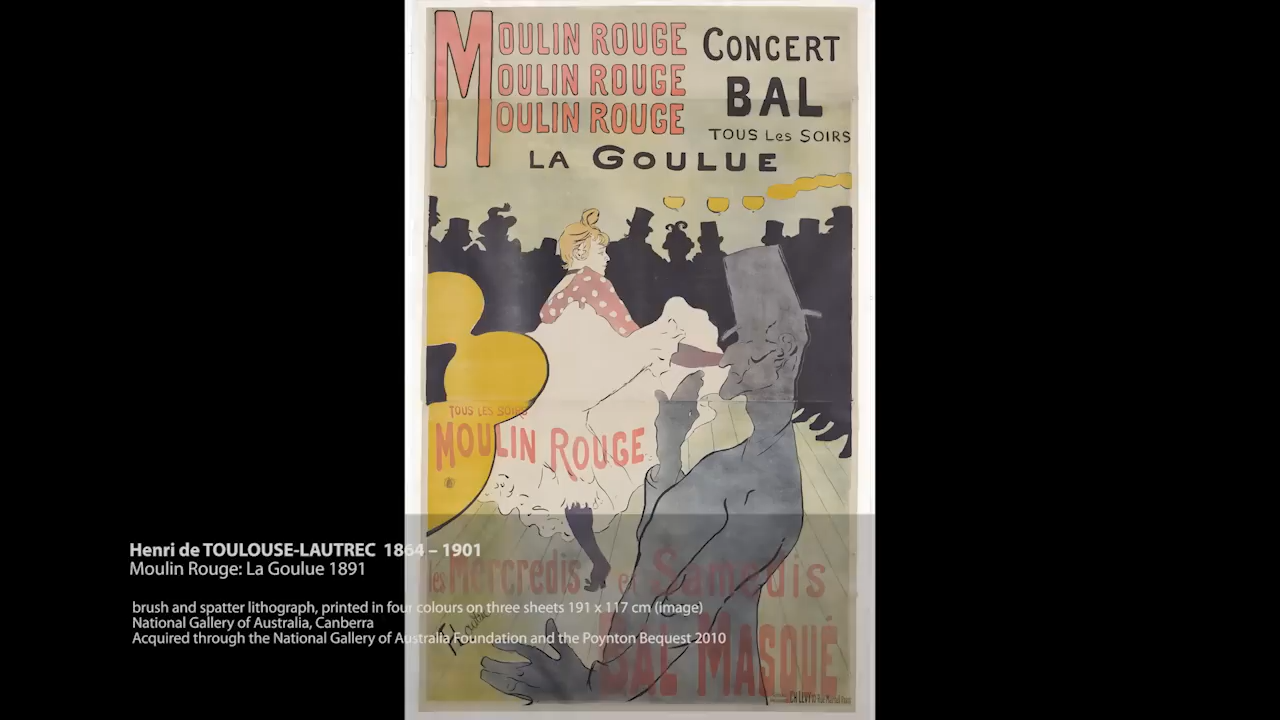 MOULIN ROUGE CONCERT
OULIN ROUGE BAL
OULIN ROUGE TOUS Les SOIRS
LA GOULUE
TOUS LES SOIRS
MOULIN ROUGE
Henri de TOULOUSE-LAUTREC 1864 – 1901
Moulin Rouge: La Goulue 1891
les Mercredis et Samedis
brush and spatter lithograph, printed in four colours on three sheets 191 x 117 cm (image)
National Gallery of Australia, Canberra
Acquired through the National Gallery of Australia Foundation and the Poynton Bequest 2010
BAL MASQUÉ